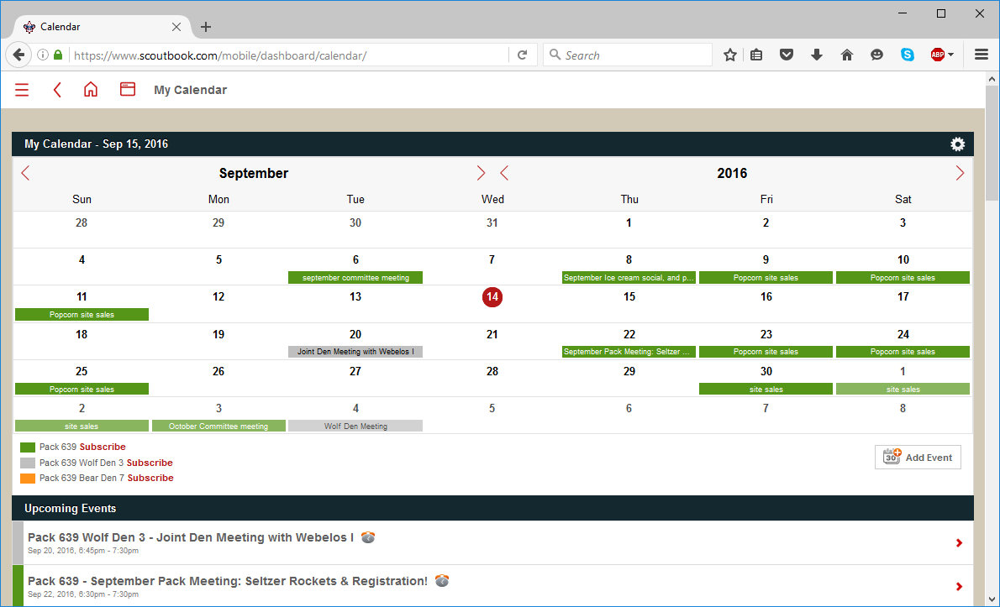 Calendar
https://www.scoutbook.com/mobile/dashboard/calendar/
Search
ABP
My Calendar
My Calendar - Sep 15, 2016
September 2016
Sun Mon Tue Wed Thu Fri Sat
28 29 30 31 1 2 3
4 5 6 7 8 9 10
september committee meeting September Ice cream social, and p... Popcorn site sales Popcorn site sales
11 12 13 14 15 16 17
Popcorn site sales
18 19 20 21 22 23 24
Joint Den Meeting with Webelos I September Pack Meeting: Seltzer ... Popcorn site sales Popcorn site sales
25 26 27 28 29 30 1
Popcorn site sales site sales site sales
2 3 4 5 6 7 8
site sales October Committee meeting Wolf Den Meeting
Pack 639 Subscribe
Pack 639 Wolf Den 3 Subscribe
Pack 639 Bear Den 7 Subscribe
30 Add Event
Upcoming Events
Pack 639 Wolf Den 3 - Joint Den Meeting with Webelos I
Sep 20, 2016, 6:45pm - 7:30pm
Pack 639 - September Pack Meeting: Seltzer Rockets & Registration!
Sep 22, 2016, 6:30pm - 7:30pm